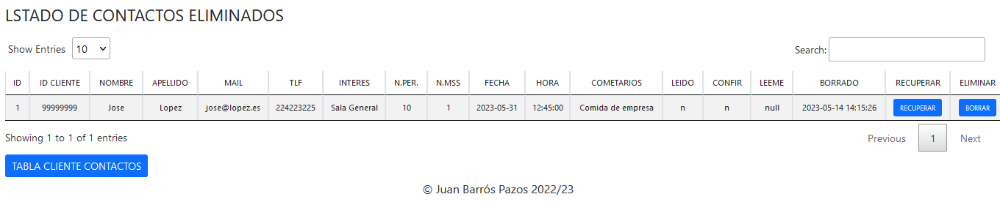 LSTADO DE CONTACTOS ELIMINADOS
Show Entries 10 Search:
ID ID CLIENTE NOMBRE APELLIDO MAIL TLF INTERES N.PER. N.MSS FECHA HORA COMETARIOS LEIDO CONFIR LEEME BORRADO RECUPERAR ELIMINAR
1 99999999 Jose Lopez jose@lopez.es 224223225 Sala General 10 1 2023-05-31 12:45:00 Comida de empresa n n null 2023-05-14 14:15:26 RECUPERAR BORRAR
Showing 1 to 1 of 1 entries Previous 1 Next
TABLA CLIENTE CONTACTOS
© Juan Barrós Pazos 2022/23